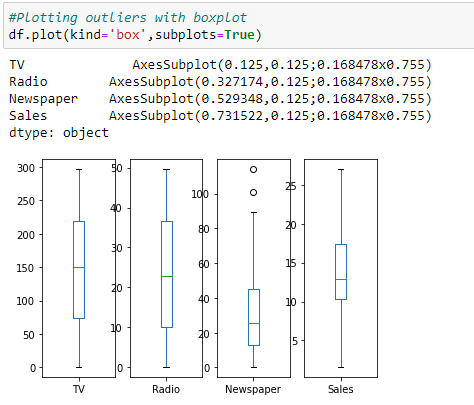 #Plotting outliers with boxplot
df.plot(kind='box',subplots=True)
TV AxesSubplot(0.125,0.125;0.168478x0.755)
Radio AxesSubplot(0.327174,0.125;0.168478x0.755)
Newspaper AxesSubplot(0.529348,0.125;0.168478x0.755)
Sales AxesSubplot(0.731522,0.125;0.168478x0.755)
dtype: object
300
250
200
150
100
50
0
TV
50
40
30
20
10
0
Radio
100
80
60
40
20
0
Newspaper
25
20
15
10
5
Sales